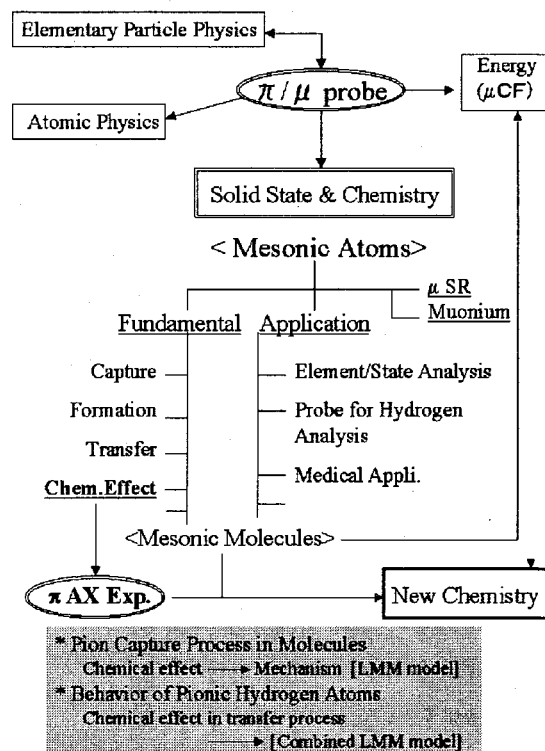 Elementary Particle Physics
π / μ probe
Energy
(μCF)
Atomic Physics
Solid State & Chemistry
< Mesonic Atoms>
μ SR
Muonium
Fundamental
Application
Capture
Formation
Transfer
Chem.Effect
Element/State Analysis
Probe for Hydrogen
Analysis
Medical Appli.
<Mesonic Molecules>
π AX Exp.
New Chemistry
* Pion Capture Process in Molecules
Chemical effect → Mechanism [LMM model]
* Behavior of Pionic Hydrogen Atoms
Chemical effect in transfer process
→ [Combined LMM model]